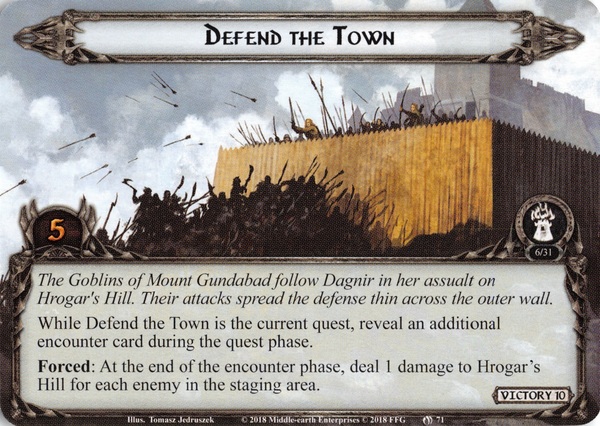 Defend the Town
5
6/31
The Goblins of Mount Gundabad follow Dagnir in her assualt on
Hrogar's Hill. Their attacks spread the defense thin across the outer wall.
While Defend the Town is the current quest, reveal an additional
encounter card during the quest phase.
Forced: At the end of the encounter phase, deal 1 damage to Hrogar's
Hill for each enemy in the staging area.
VICTORY 10
Illus. Tomasz Jedruszek © 2018 Middle-earth Enterprises © 2018 FFG 71